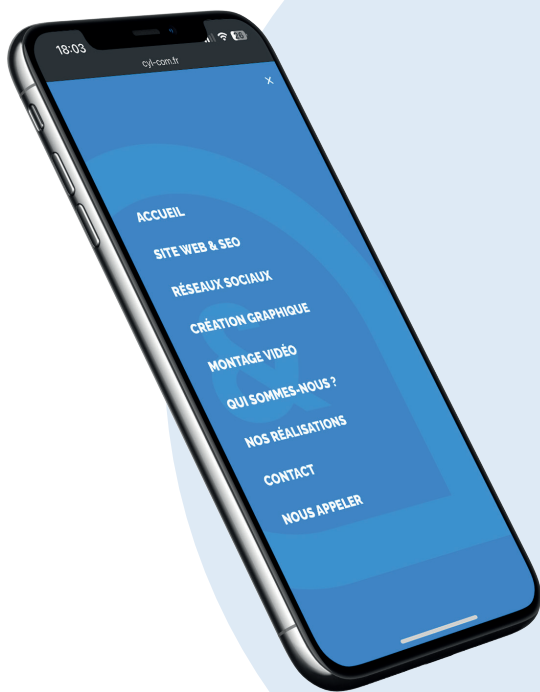 18:03
cyl-com.fr
×
ACCUEIL
SITE WEB & SEO
RÉSEAUX SOCIAUX
CRÉATION GRAPHIQUE
MONTAGE VIDÉO
QUI SOMMES-NOUS ?
NOS RÉALISATIONS
CONTACT
NOUS APPELER